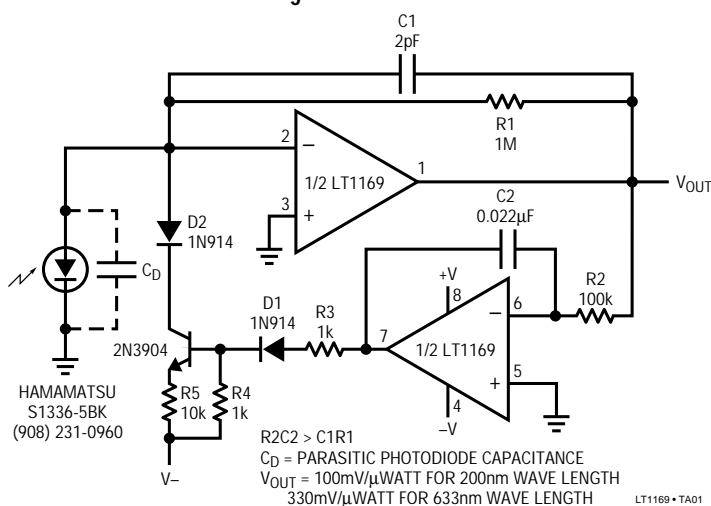 C1
2pF
R1
1M
2
−
1
1/2 LT1169
3
+
VOUT
C2
0.022µF
D2
1N914
CD
+V
8
R2
100k
6
−
D1
1N914
R3
1k
7
1/2 LT1169
2N3904
5
+
4
−V
HAMAMATSU
S1336-5BK
(908) 231-0960
R5
10k
R4
1k
V−
R2C2 > C1R1
CD = PARASITIC PHOTODIODE CAPACITANCE
VOUT = 100mV/µWATT FOR 200nm WAVE LENGTH
330mV/µWATT FOR 633nm WAVE LENGTH
LT1169 • TA01